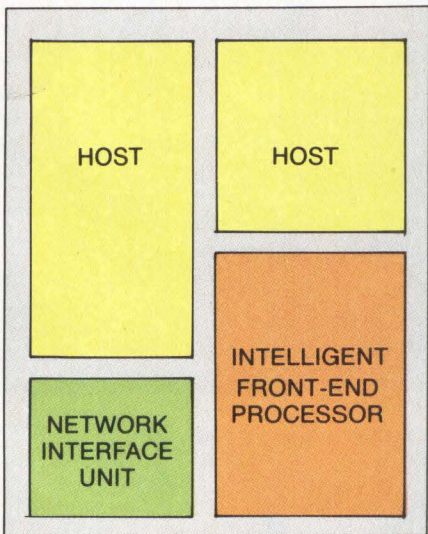 HOST
HOST
NETWORK
INTERFACE
UNIT
INTELLIGENT
FRONT-END
PROCESSOR